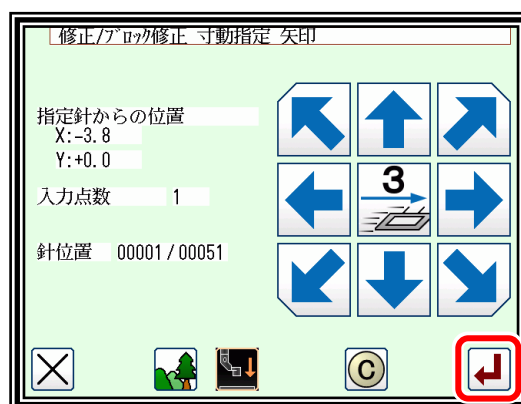 修正/ﾌﾞﾛｯｸ修正 寸動指定 矢印
指定針からの位置
X:-3.8
Y:+0.0
入力点数 1
針位置 00001/00051
3
C